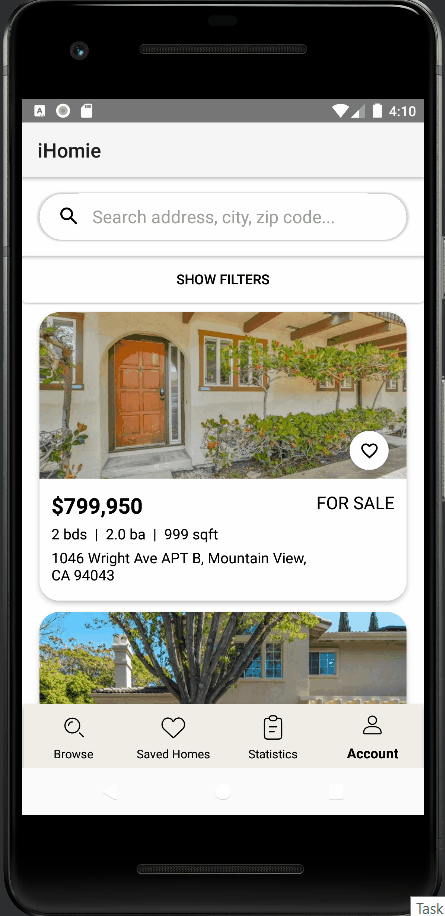 4:10
iHomie
Search address, city, zip code...
SHOW FILTERS
$799,950
FOR SALE
2 bds | 2.0 ba | 999 sqft
1046 Wright Ave APT B, Mountain View,
CA 94043
Browse
Saved Homes
Statistics
Account
Task